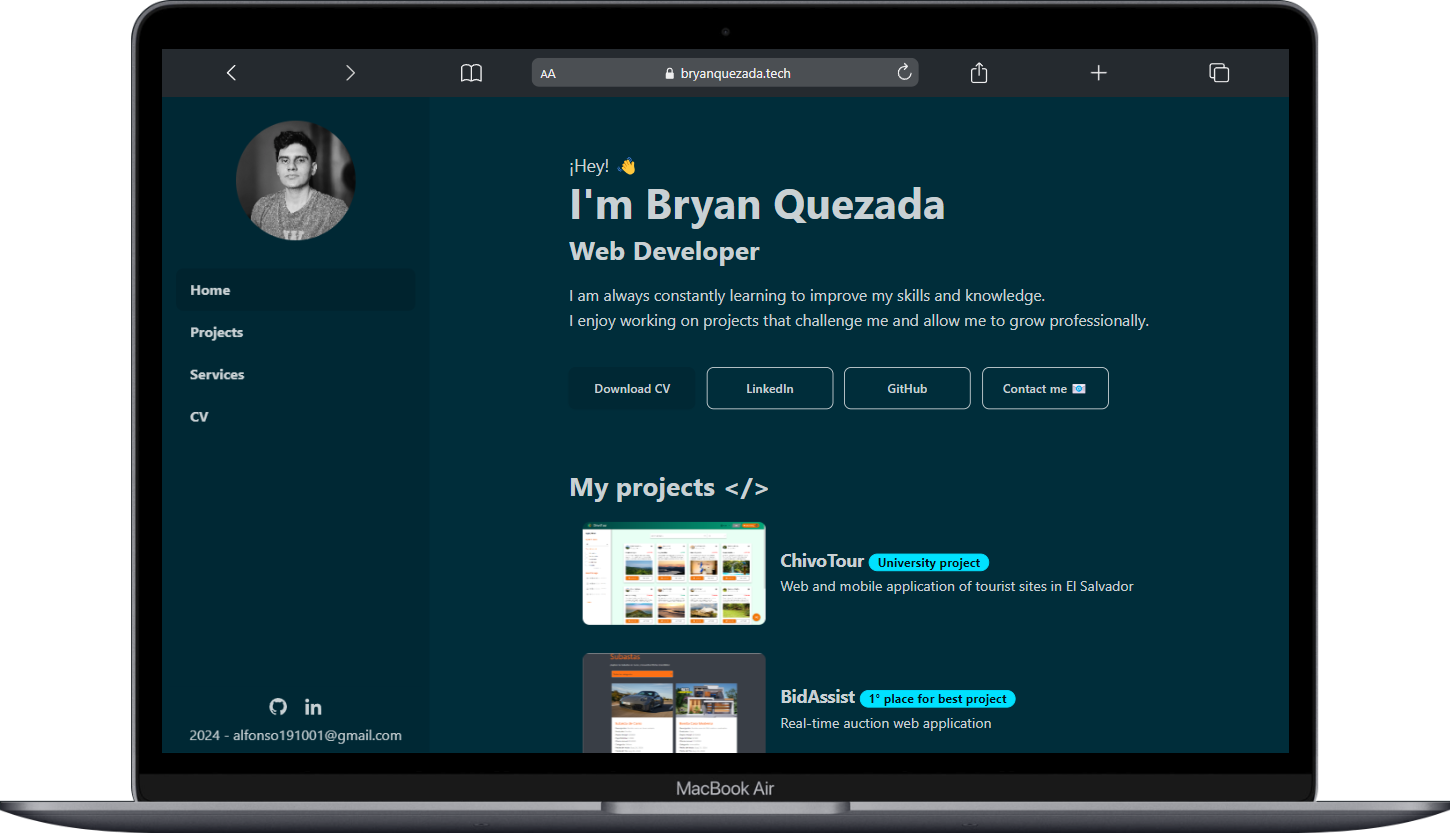 AA
bryanquezada.tech
Home
Projects
Services
CV
2024 - alfonso191001@gmail.com
¡Hey! 👋
I'm Bryan Quezada
Web Developer
I am always constantly learning to improve my skills and knowledge.
I enjoy working on projects that challenge me and allow me to grow professionally.
Download CV
LinkedIn
GitHub
Contact me 📧
My projects </>
ChivoTour University project
Web and mobile application of tourist sites in El Salvador
Subastas
BidAssist 1° place for best project
Real-time auction web application
MacBook Air